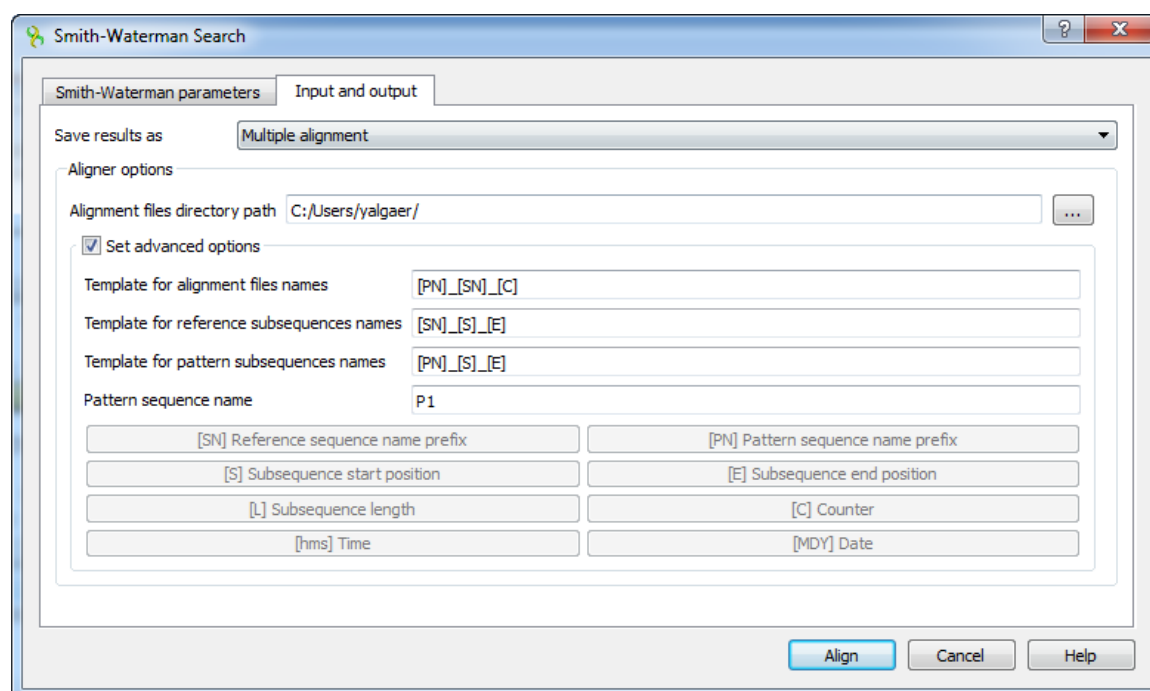 Smith-Waterman Search
Smith-Waterman parameters Input and output
Save results as Multiple alignment
Aligner options
Alignment files directory path C:/Users/yalgaer/ ...
Set advanced options
Template for alignment files names [PN]_[SN]_[C]
Template for reference subsequences names [SN]_[S]_[E]
Template for pattern subsequences names [PN]_[S]_[E]
Pattern sequence name P1
[SN] Reference sequence name prefix [PN] Pattern sequence name prefix
[S] Subsequence start position [E] Subsequence end position
[L] Subsequence length [C] Counter
[hms] Time [MDY] Date
Align Cancel Help